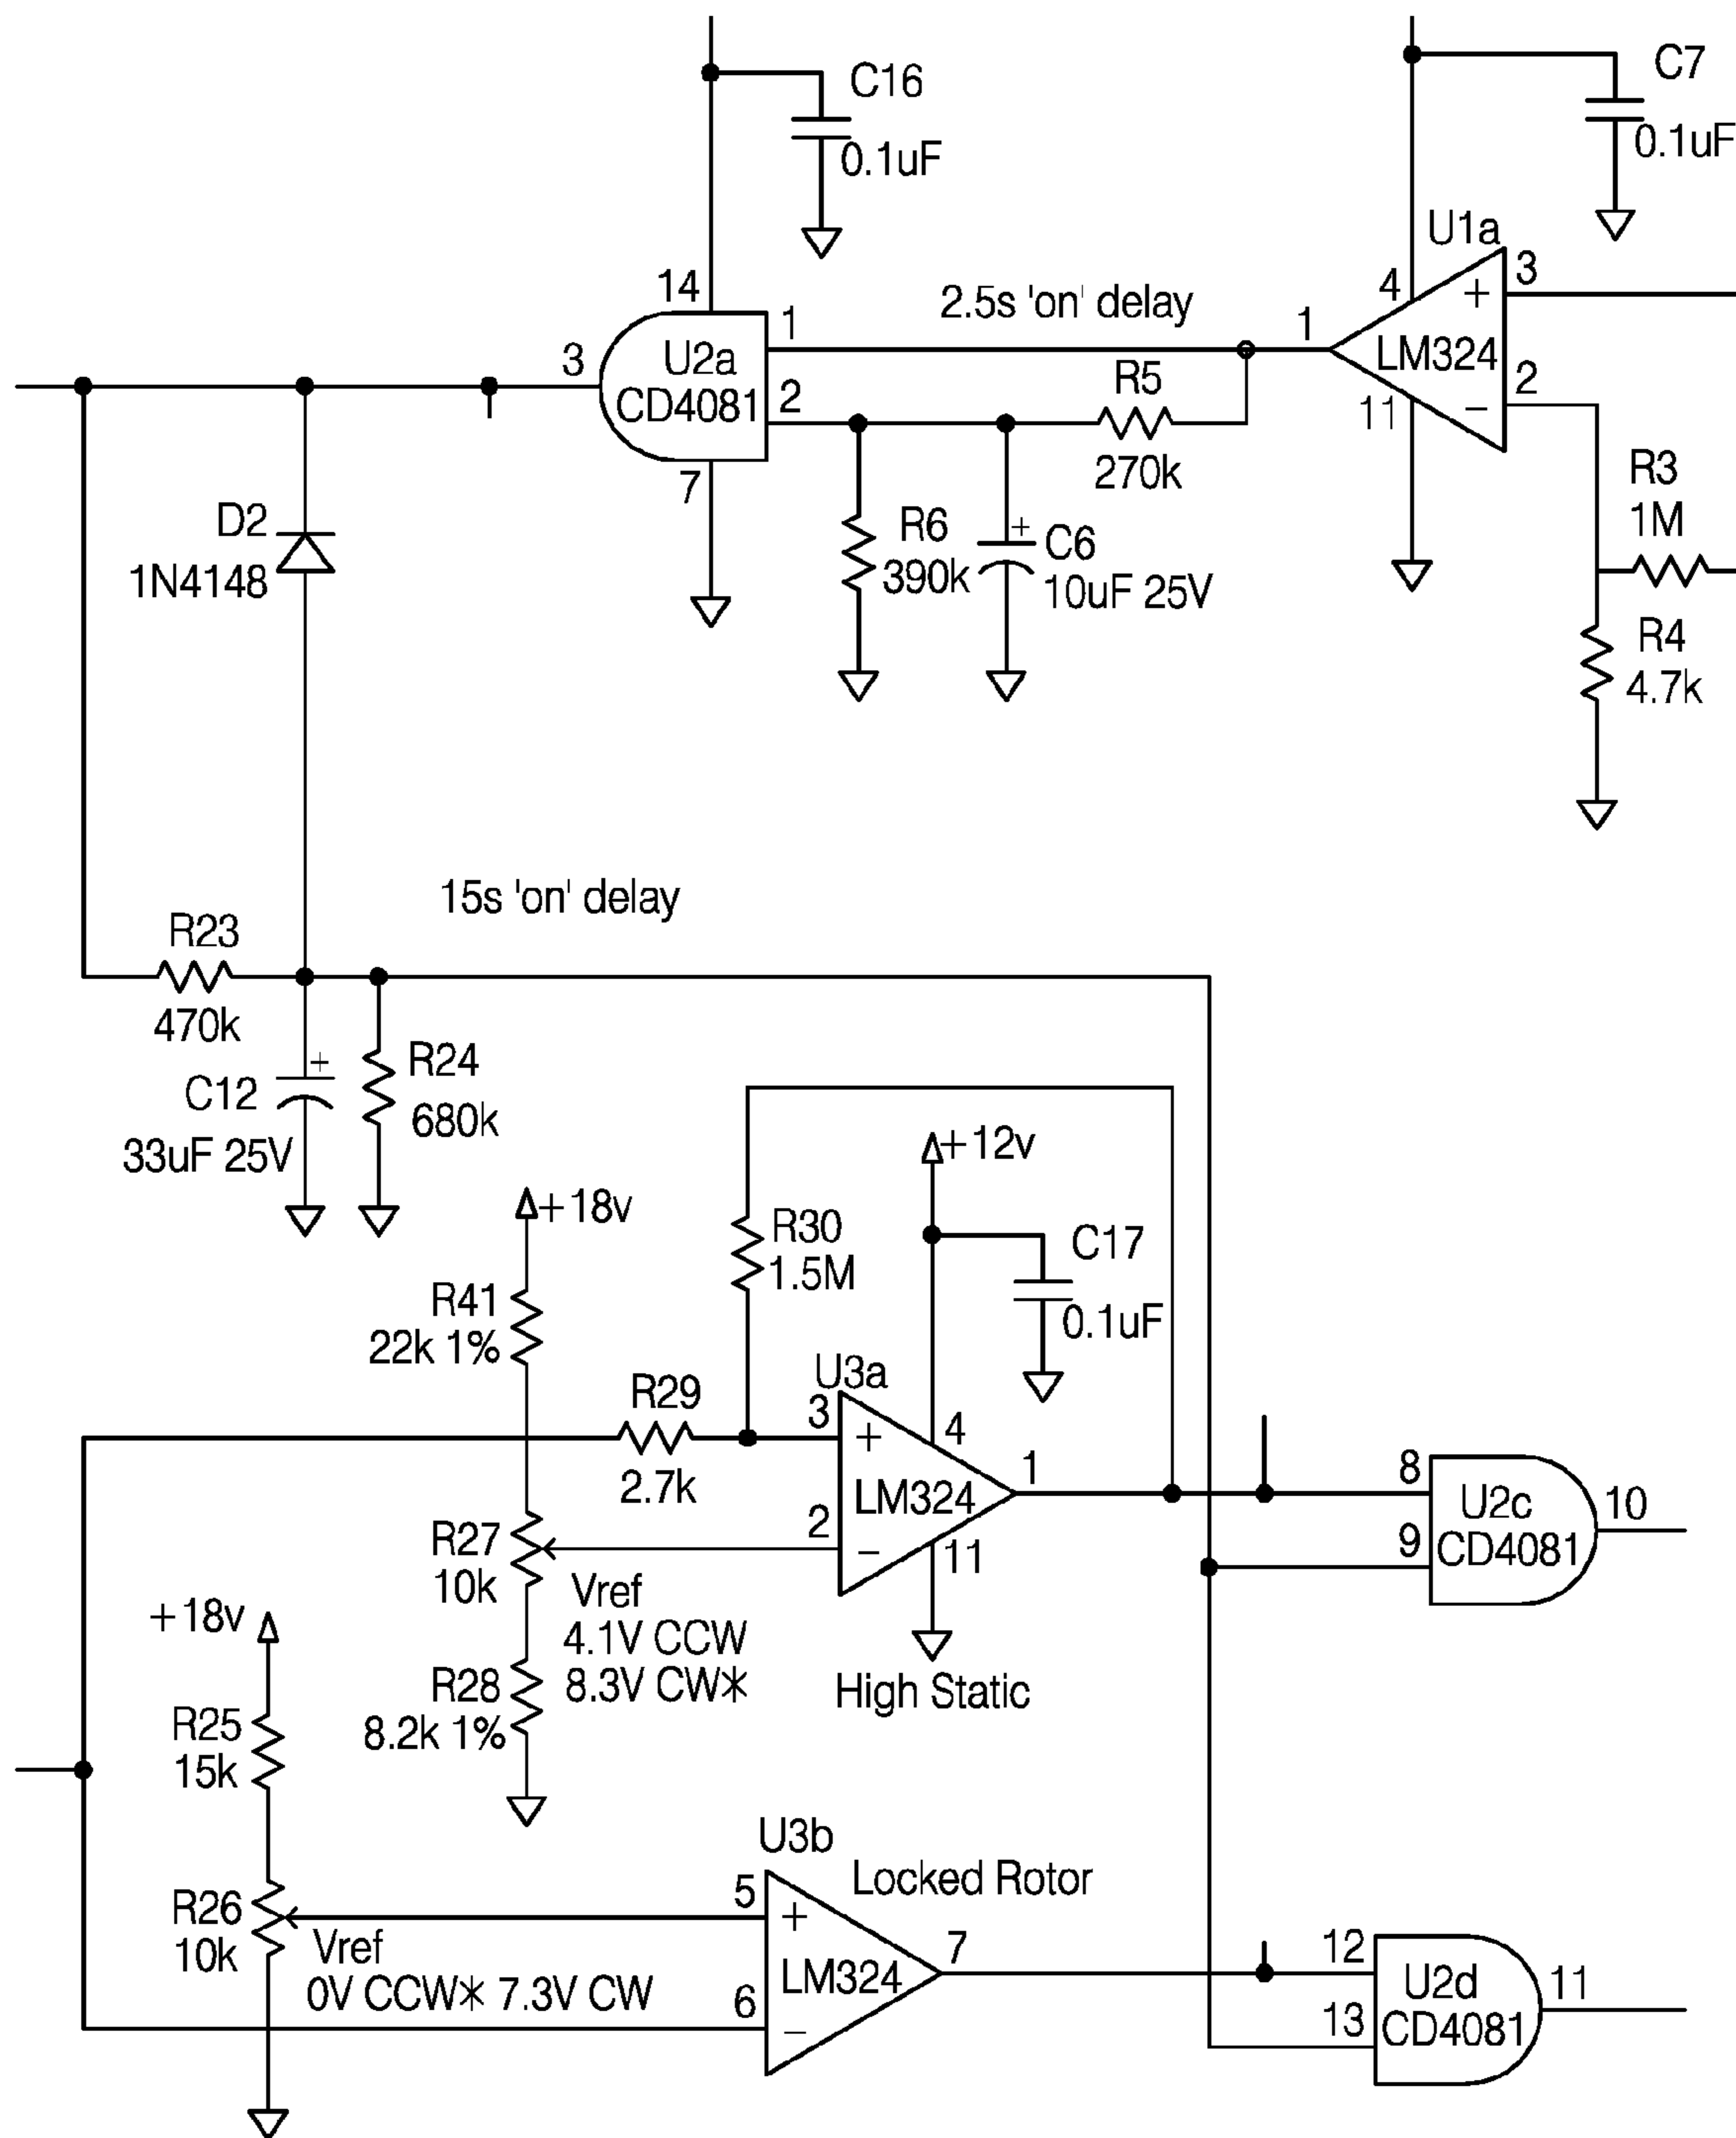 C16
0.1uF
C7
0.1uF
U1a
14
1
2.5s 'on' delay
1
4
+
3
3
U2a
CD4081
2
R5
270k
LM324
11
−
2
7
R3
1M
D2
1N4148
R6
390k
+
C6
10uF 25V
R4
4.7k
15s 'on' delay
R23
470k
+
C12
33uF 25V
R24
680k
+12v
+18v
R30
1.5M
C17
0.1uF
R41
22k 1%
U3a
R29
2.7k
3
+
4
LM324
1
8
U2c
CD4081
10
R27
10k
2
−
11
9
Vref
4.1V CCW
8.3V CW*
+18v
R28
8.2k 1%
High Static
R25
15k
U3b
Locked Rotor
R26
10k
5
+
LM324
7
12
U2d
CD4081
11
Vref
0V CCW* 7.3V CW
6
−
13